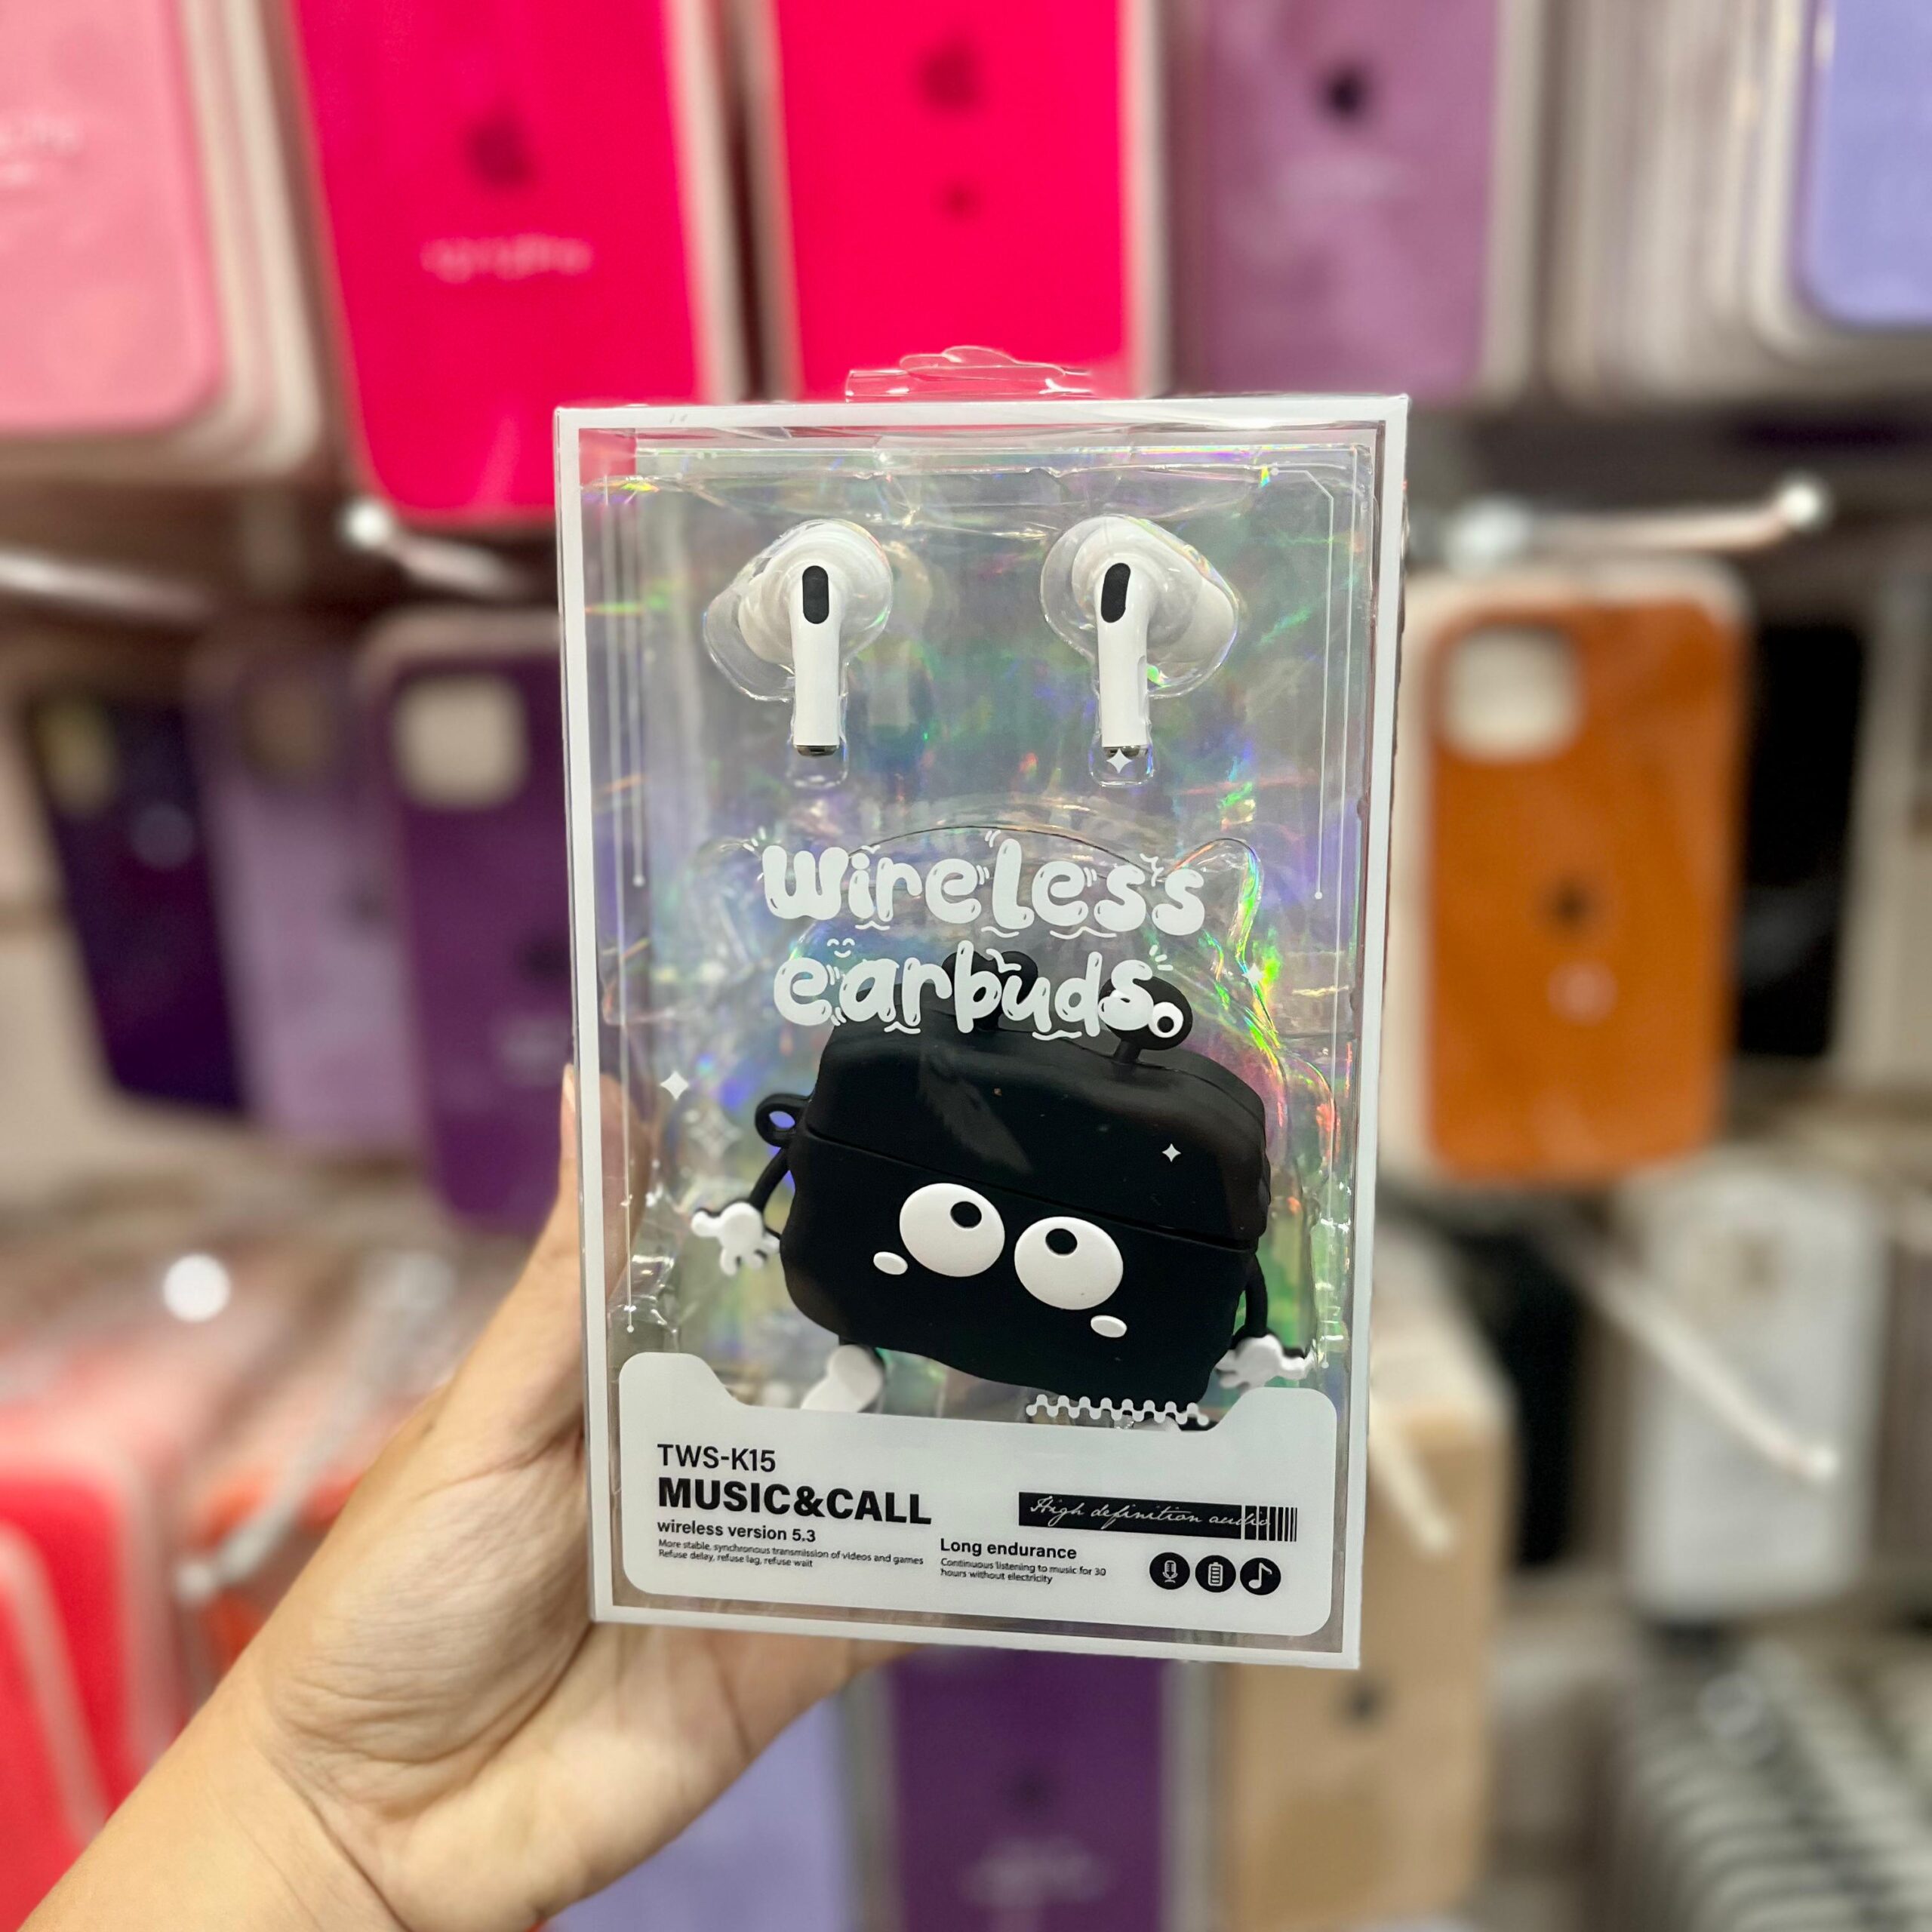 wireless
earbuds
TWS-K15
MUSIC&CALL
wireless version 5.3
More stable, synchronous transmission of videos and games
Refuse delay, refuse lag, refuse wait
High definition audio
Long endurance
Continuous listening to music for 30
hours without electricity